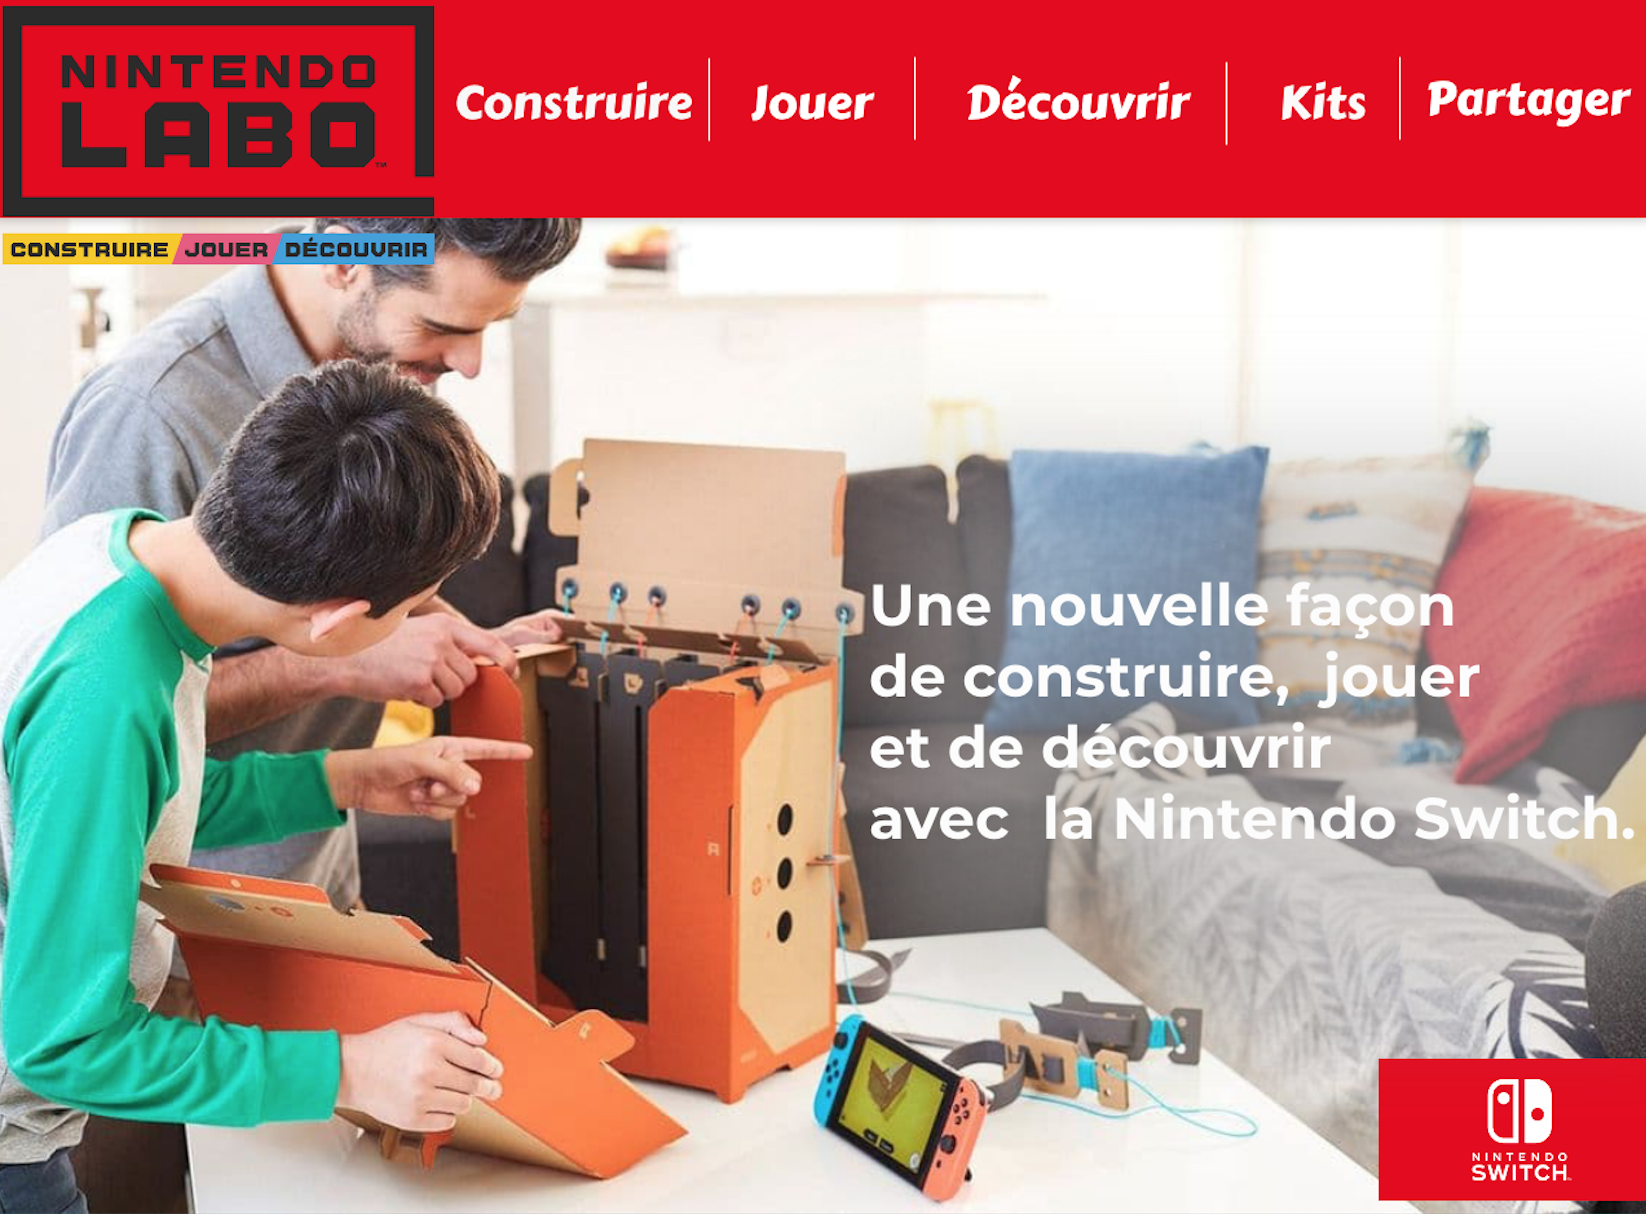 NINTENDO
LABO™
Construire
Jouer
Découvrir
Kits
Partager
CONSTRUIRE JOUER DÉCOUVRIR
Une nouvelle façon
de construire, jouer
et de découvrir
avec la Nintendo Switch.
NINTENDO
SWITCH